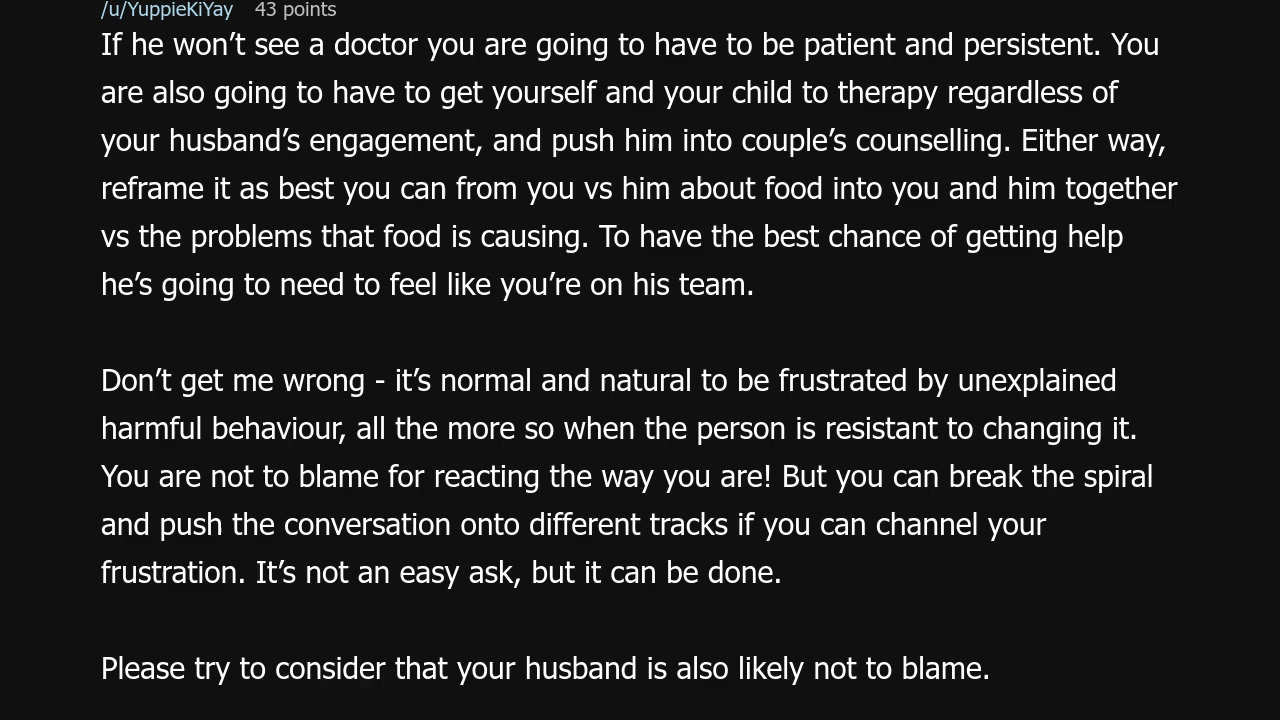 /u/YuppieKiYay 43 points
If he won’t see a doctor you are going to have to be patient and persistent. You
are also going to have to get yourself and your child to therapy regardless of
your husband’s engagement, and push him into couple’s counselling. Either way,
reframe it as best you can from you vs him about food into you and him together
vs the problems that food is causing. To have the best chance of getting help
he’s going to need to feel like you’re on his team.
Don’t get me wrong - it’s normal and natural to be frustrated by unexplained
harmful behaviour, all the more so when the person is resistant to changing it.
You are not to blame for reacting the way you are! But you can break the spiral
and push the conversation onto different tracks if you can channel your
frustration. It’s not an easy ask, but it can be done.
Please try to consider that your husband is also likely not to blame.